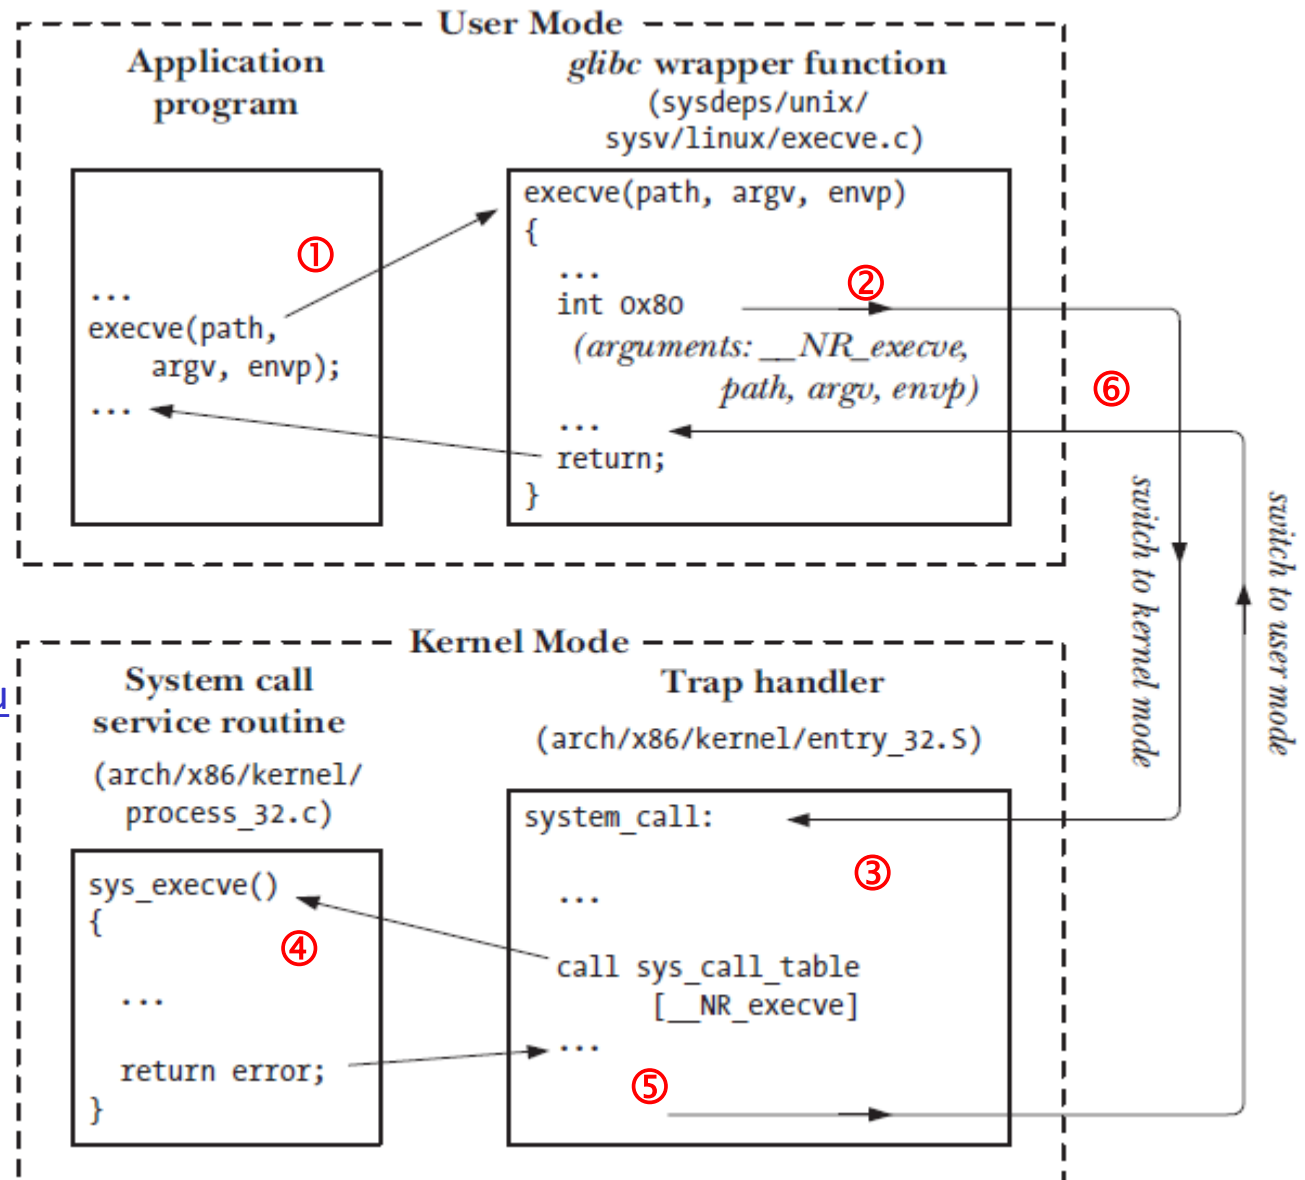 User Mode
Application
program
glibc wrapper function
(sysdeps/unix/
sysv/linux/execve.c)
...
execve(path,
argv, envp);
...
①
execve(path, argv, envp)
{
...
int 0x80
②
(arguments: __NR_execve,
path, argv, envp)
...
return;
}
⑥
switch to kernel mode
switch to user mode
Kernel Mode
System call
service routine
(arch/x86/kernel/
process_32.c)
u
Trap handler
(arch/x86/kernel/entry_32.S)
sys_execve()
{
④
...
return error;
}
system_call:
③
...
call sys_call_table
[__NR_execve]
...
⑤